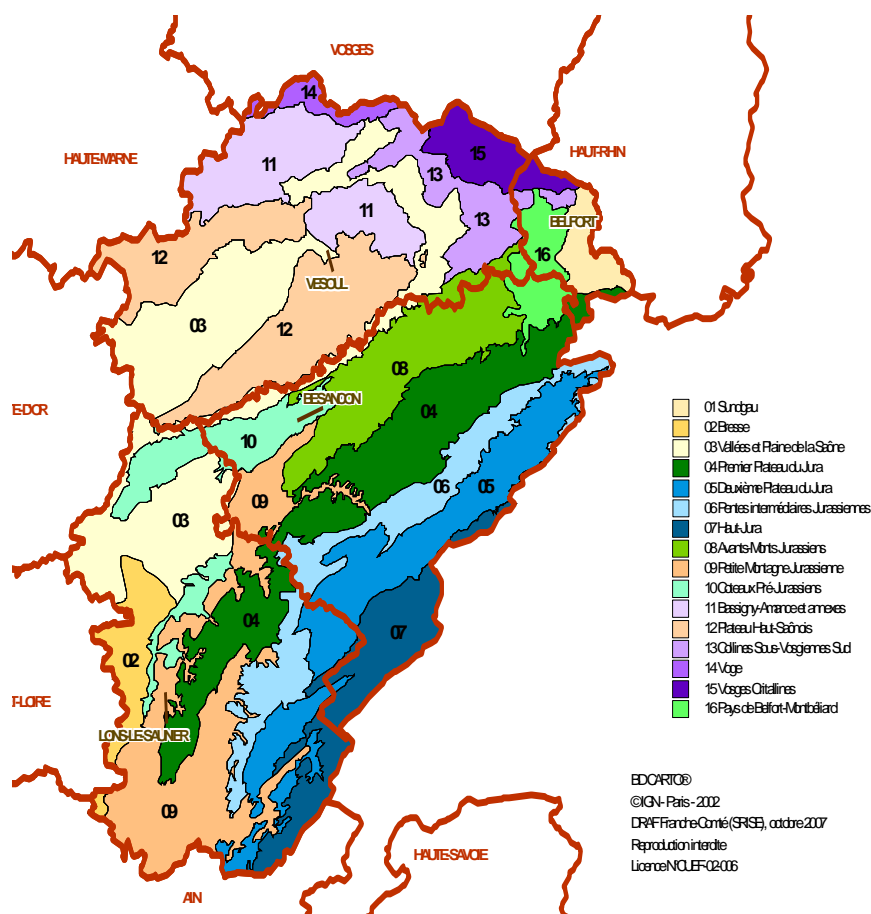 VOSGES
14
HAUTE-MARNE
11
15
HAUT-RHIN
13
11
13
BELFORT
12
16
VESOUL
03
12
08
TE-D'OR
BESANCON
04
10
01 Sundgau
02 Bresse
03 Vallées et Plaine de la Saône
04 Premier Plateau du Jura
05 Deuxième Plateau du Jura
06 Pentes intermédiaires Jurassiennes
07 Haut-Jura
08 Avants-Monts Jurassiens
09 Petite Montagne Jurassienne
10 Coteaux Pré-Jurassiens
11 Bassigny-Amance et annexes
12 Plateau Haut-Saônois
13 Collines Sous-Vosgiennes Sud
14 Voge
15 Vosges Critallines
16 Pays de Belfort-Montbéliard
06
05
09
03
04
07
02
T-LOIRE
LONS-LE-SAUNIER
09
HAUTE-SAVOIE
AIN
BDCARTO®
©IGN - Paris - 2002
DRAF Franche-Comté (SRISE), octobre 2007
Reproduction interdite
Licence N°CUEF-02-006